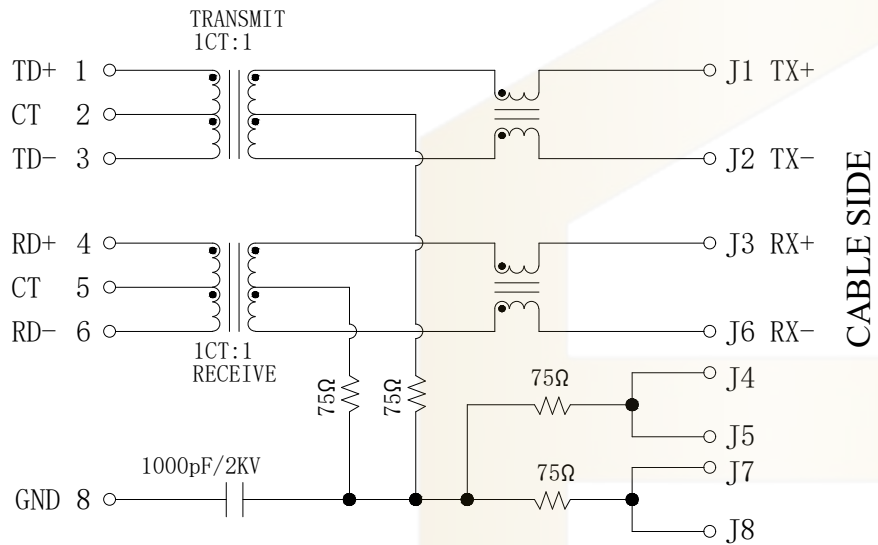 TRANSMIT
1CT:1
TD+ 1
J1 TX+
CT 2
TD- 3
J2 TX-
RD+ 4
J3 RX+
CT 5
RD- 6
J6 RX-
CABLE SIDE
1CT:1
RECEIVE
75Ω
75Ω
75Ω
J4
J5
1000pF/2KV
75Ω
J7
GND 8
J8